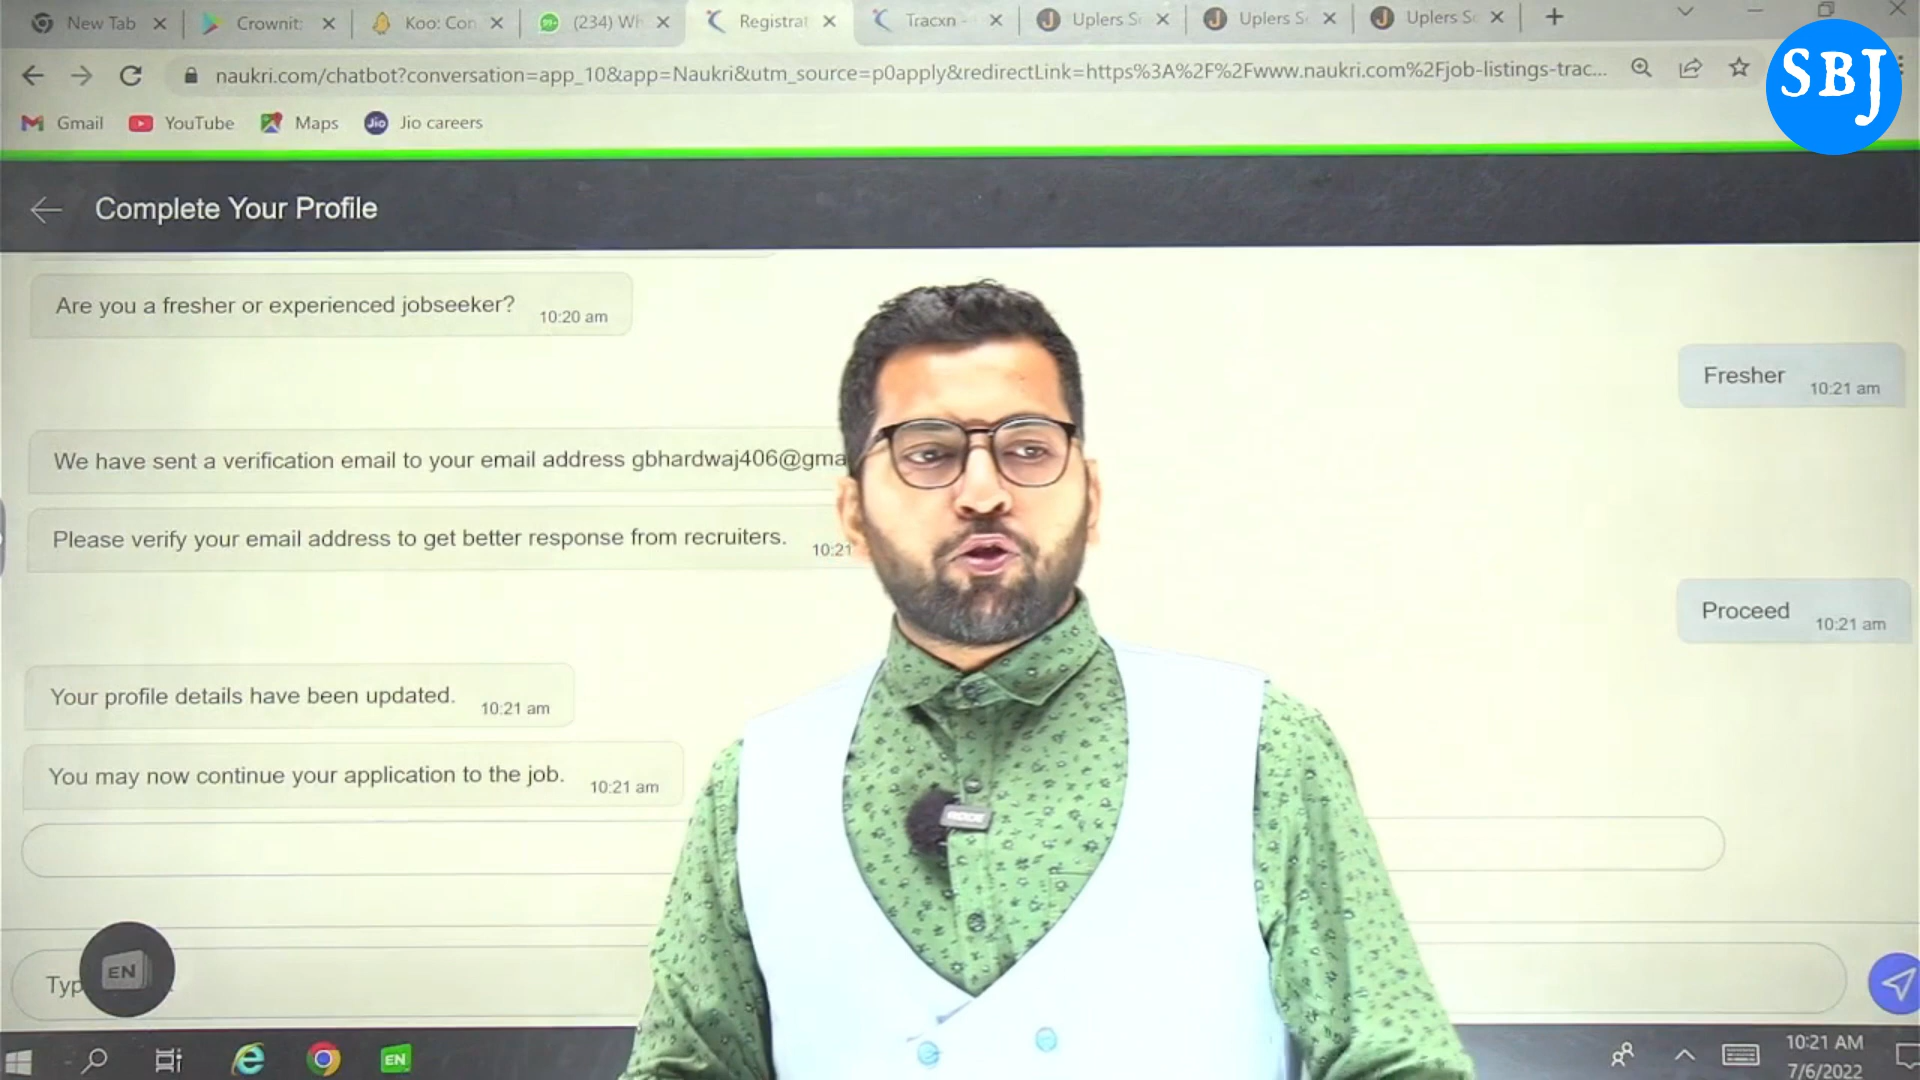 New Tab
Crownit:
Koo: Con
(234) Wh
Registrat
Tracxn -
Uplers S
Uplers S
Uplers S
SBJ
naukri.com/chatbot?conversation=app_10&app=Naukri&utm_source=p0apply&redirectLink=https%3A%2F%2Fwww.naukri.com%2Fjob-listings-trac...
Gmail
YouTube
Maps
Jio
Jio careers
Complete Your Profile
Are you a fresher or experienced jobseeker?
10:20 am
Fresher
10:21 am
We have sent a verification email to your email address gbhardwaj406@gma
Please verify your email address to get better response from recruiters.
10:21
Proceed
10:21 am
Your profile details have been updated.
10:21 am
You may now continue your application to the job.
10:21 am
Typ
EN
EN
10:21 AM
7/6/2022